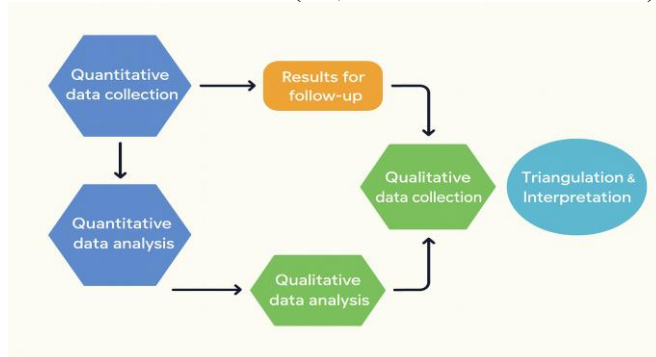 Quantitative
data collection
Results for
follow-up
Quantitative
data analysis
Qualitative
data analysis
Qualitative
data collection
Triangulation &
Interpretation